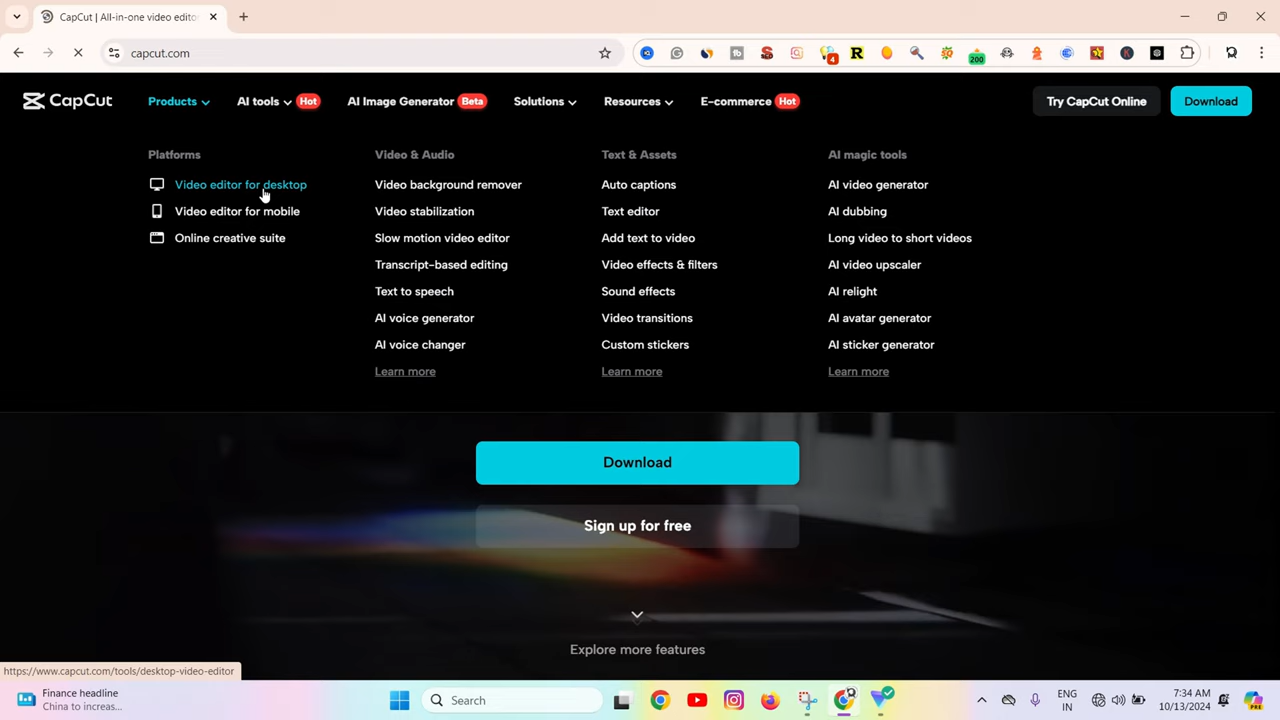 CapCut | All-in-one video edito
capcut.com
4
200
CapCut
Products
AI tools
Hot
AI Image Generator
Beta
Solutions
Resources
E-commerce
Hot
Try CapCut Online
Download
Platforms
Video editor for desktop
Video editor for mobile
Online creative suite
Video & Audio
Video background remover
Video stabilization
Slow motion video editor
Transcript-based editing
Text to speech
AI voice generator
AI voice changer
Learn more
Text & Assets
Auto captions
Text editor
Add text to video
Video effects & filters
Sound effects
Video transitions
Custom stickers
Learn more
AI magic tools
AI video generator
AI dubbing
Long video to short videos
AI video upscaler
AI relight
AI avatar generator
AI sticker generator
Learn more
Download
Sign up for free
Explore more features
https://www.capcut.com/tools/desktop-video-editor
Finance headline
China to increas...
Search
ENG
IN
7:34 AM
10/13/2024
PRE